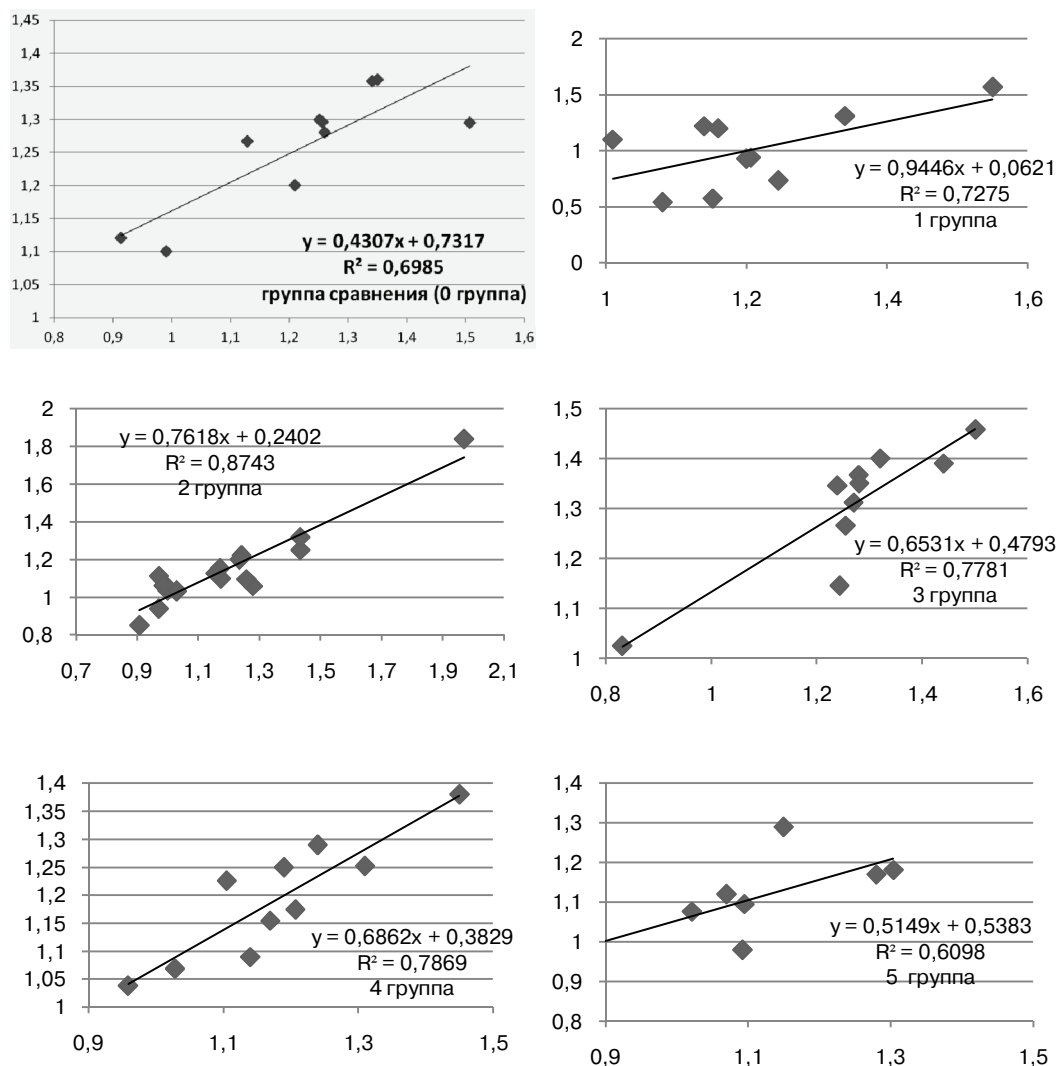 1,45
1,4
1,35
1,3
1,25
1,2
1,15
1,1
1,05
1
0,8 0,9 1 1,1 1,2 1,3 1,4 1,5 1,6
y = 0,4307x + 0,7317
R² = 0,6985
группа сравнения (0 группа)
2
1,5
1
0,5
0
1 1,2 1,4 1,6
y = 0,9446x + 0,0621
R² = 0,7275
1 группа
2
1,8
1,6
1,4
1,2
1
0,8
0,7 0,9 1,1 1,3 1,5 1,7 1,9 2,1
y = 0,7618x + 0,2402
R² = 0,8743
2 группа
1,5
1,4
1,3
1,2
1,1
1
0,8 1 1,2 1,4 1,6
y = 0,6531x + 0,4793
R² = 0,7781
3 группа
1,4
1,35
1,3
1,25
1,2
1,15
1,1
1,05
1
0,9 1,1 1,3 1,5
y = 0,6862x + 0,3829
R² = 0,7869
4 группа
1,4
1,3
1,2
1,1
1
0,9
0,8
0,9 1,1 1,3 1,5
y = 0,5149x + 0,5383
R² = 0,6098
5 группа